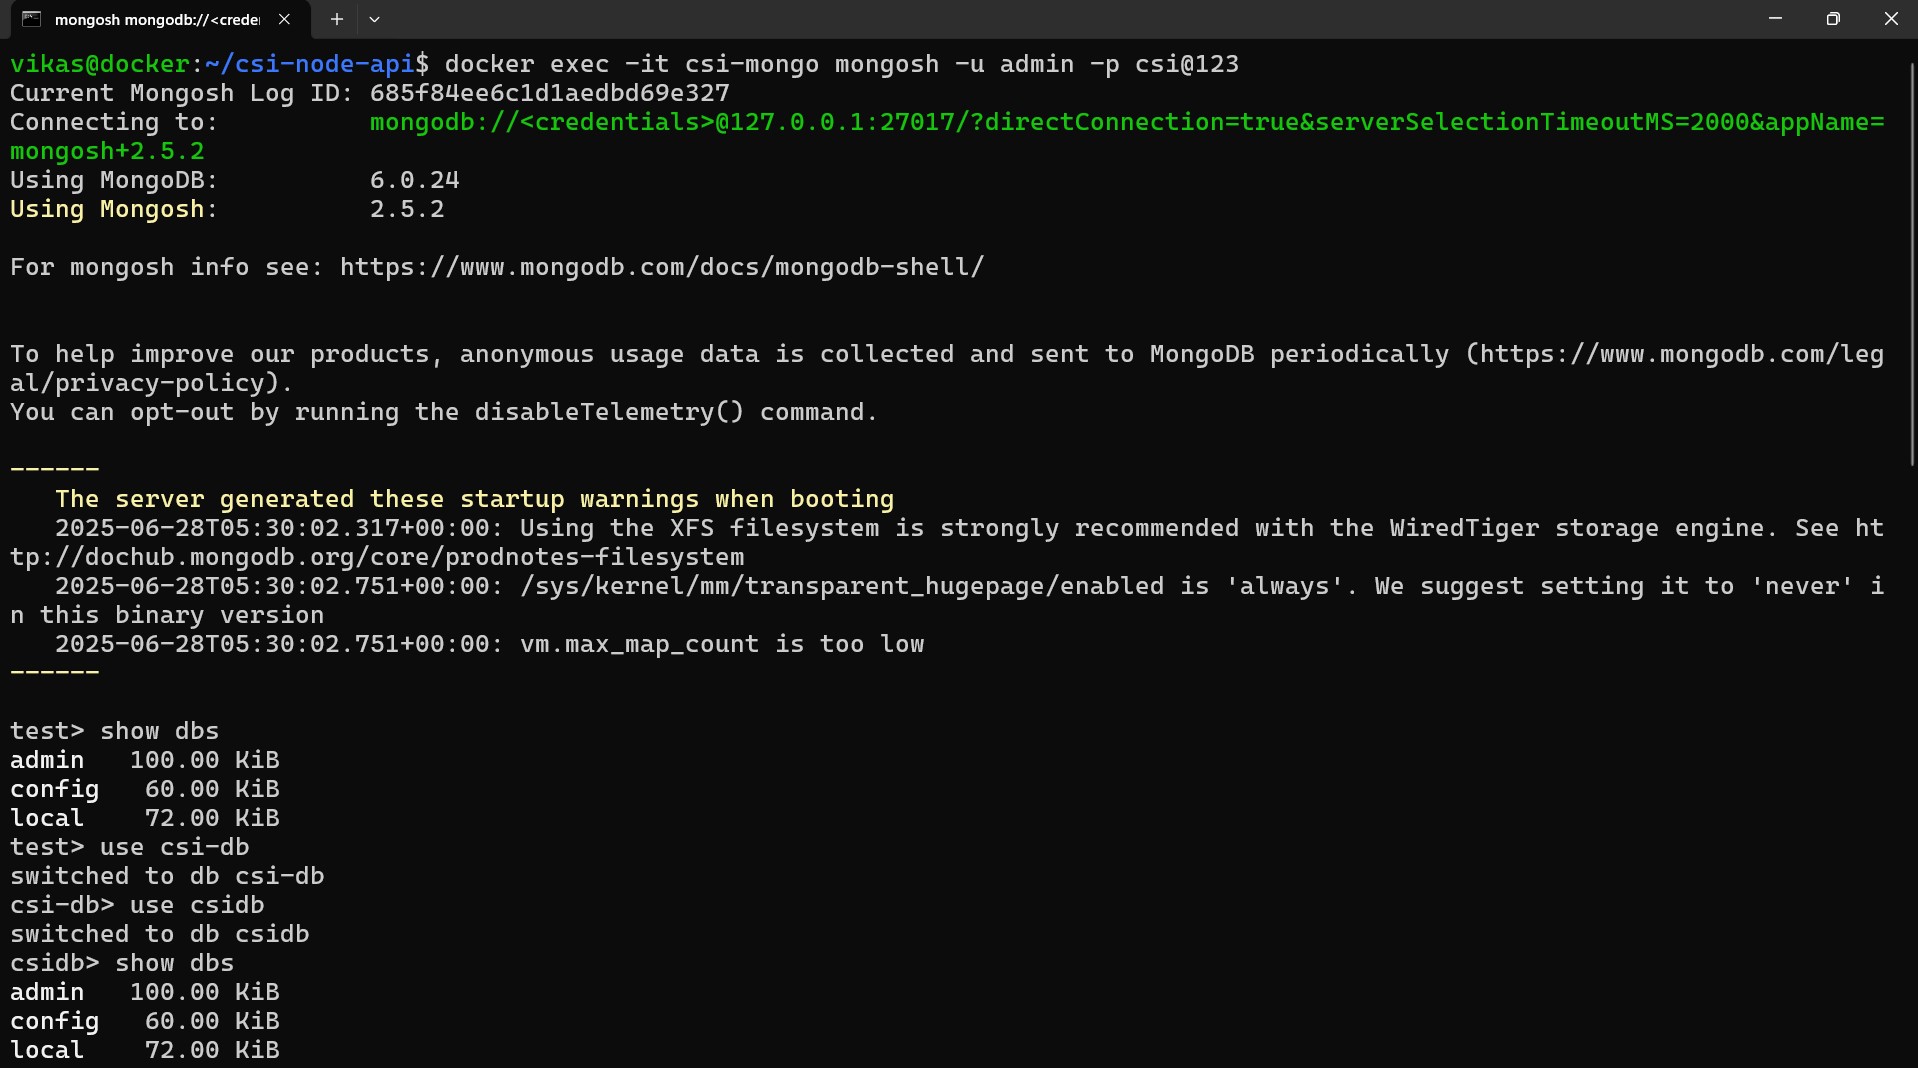 mongosh mongodb://<crede
vikas@docker:~/csi-node-api$ docker exec -it csi-mongo mongosh -u admin -p csi@123
Current Mongosh Log ID: 685f84ee6c1d1aedbd69e327
Connecting to:          mongodb://<credentials>@127.0.0.1:27017/?directConnection=true&serverSelectionTimeoutMS=2000&appName=
mongosh+2.5.2
Using MongoDB:          6.0.24
Using Mongosh:          2.5.2
For mongosh info see: https://www.mongodb.com/docs/mongodb-shell/
To help improve our products, anonymous usage data is collected and sent to MongoDB periodically (https://www.mongodb.com/leg
al/privacy-policy).
You can opt-out by running the disableTelemetry() command.
------
   The server generated these startup warnings when booting
   2025-06-28T05:30:02.317+00:00: Using the XFS filesystem is strongly recommended with the WiredTiger storage engine. See ht
tp://dochub.mongodb.org/core/prodnotes-filesystem
   2025-06-28T05:30:02.751+00:00: /sys/kernel/mm/transparent_hugepage/enabled is 'always'. We suggest setting it to 'never' i
n this binary version
   2025-06-28T05:30:02.751+00:00: vm.max_map_count is too low
------
test> show dbs
admin   100.00 KiB
config   60.00 KiB
local    72.00 KiB
test> use csi-db
switched to db csi-db
csi-db> use csidb
switched to db csidb
csidb> show dbs
admin   100.00 KiB
config   60.00 KiB
local    72.00 KiB